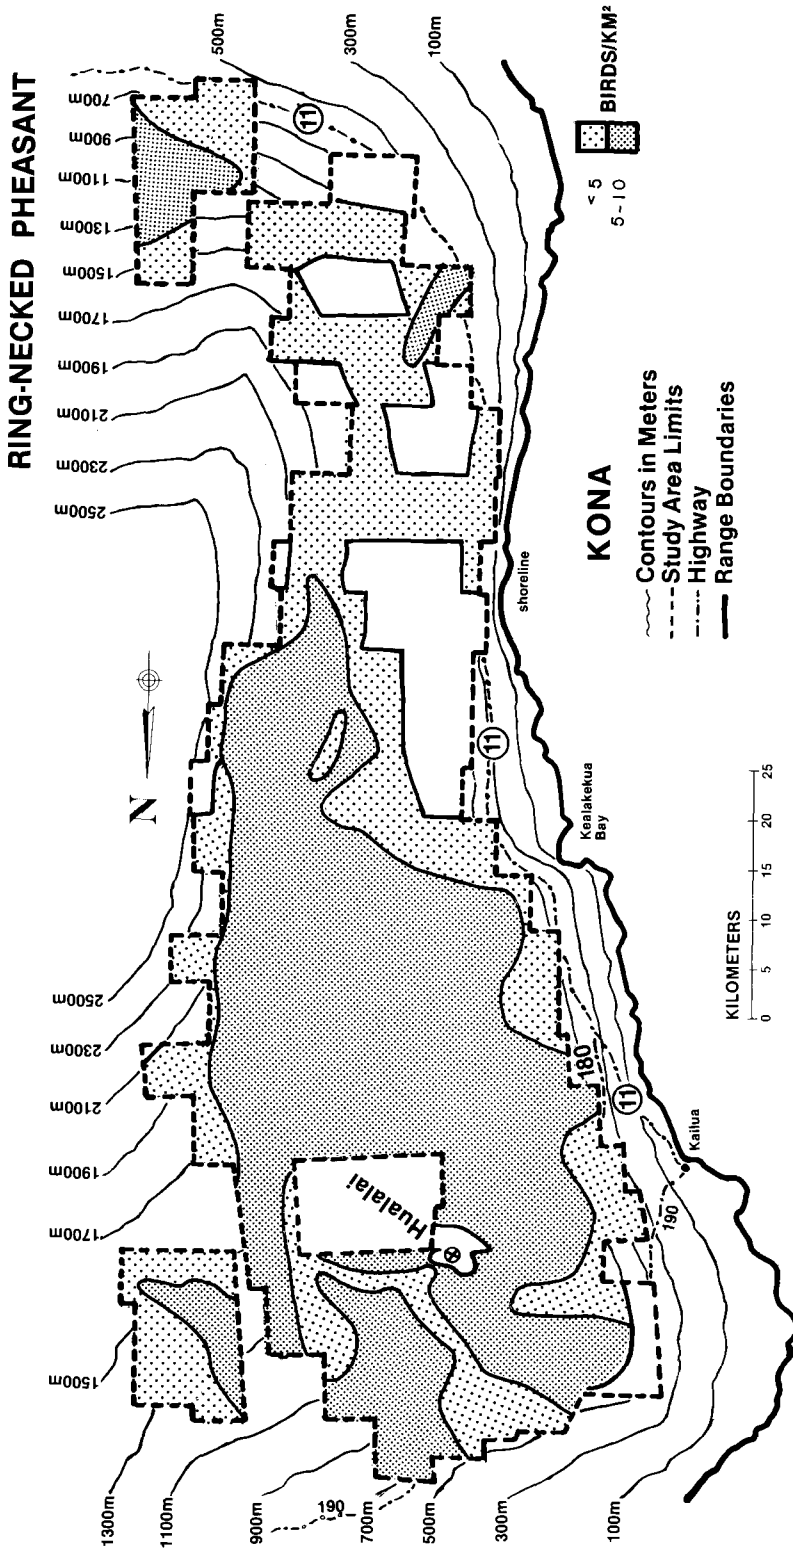 RING-NECKED PHEASANT
2500m
2300m
2100m
1900m
1700m
1500m
1300m
1100m
900m
700m
500m
300m
100m
11
N
2500m
2300m
2100m
1900m
1700m
1500m
1300m
1100m
900m
700m
500m
300m
100m
190
Hualalai
190
Kailua
11
180
Kealakekua
Bay
11
shoreline
KILOMETERS
0 5 10 15 20 25
KONA
Contours in Meters
Study Area Limits
Highway
Range Boundaries
< 5
5-10
BIRDS/KM²